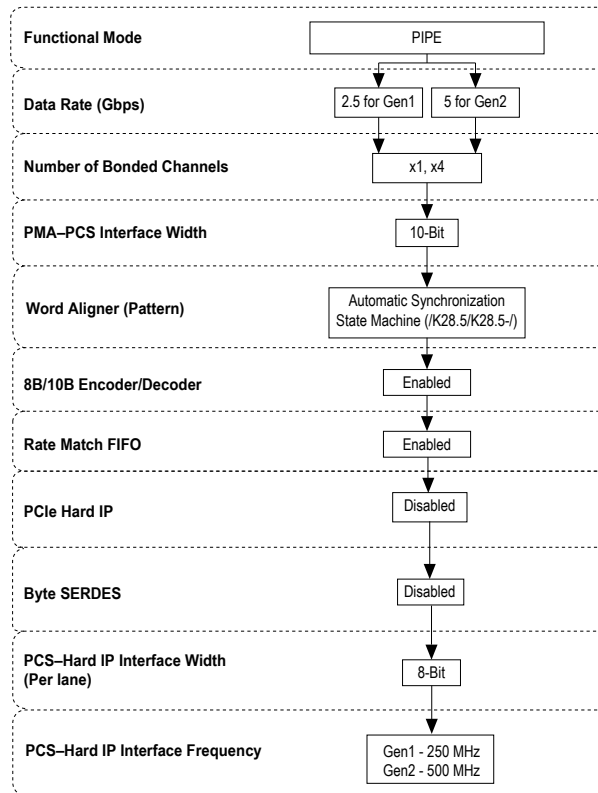 Functional Mode
PIPE
Data Rate (Gbps)
2.5 for Gen1
5 for Gen2
Number of Bonded Channels
x1, x4
PMA–PCS Interface Width
10-Bit
Word Aligner (Pattern)
Automatic Synchronization
State Machine (/K28.5/K28.5-/)
8B/10B Encoder/Decoder
Enabled
Rate Match FIFO
Enabled
PCIe Hard IP
Disabled
Byte SERDES
Disabled
PCS–Hard IP Interface Width
(Per lane)
8-Bit
PCS–Hard IP Interface Frequency
Gen1 - 250 MHz
Gen2 - 500 MHz